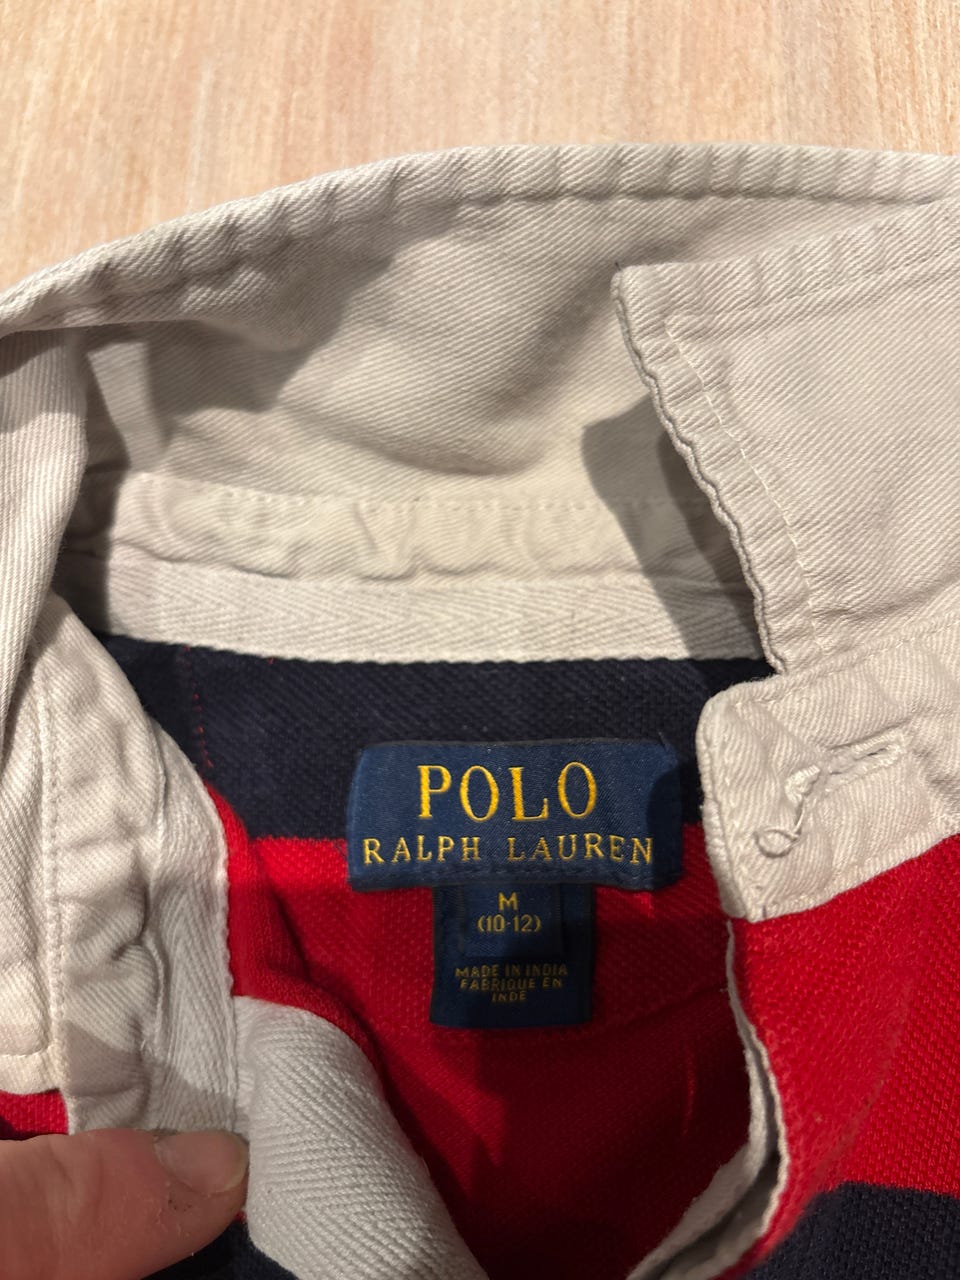 POLO
RALPH LAUREN
M
(10-12)
MADE IN INDIA
FABRIQUE EN
INDE